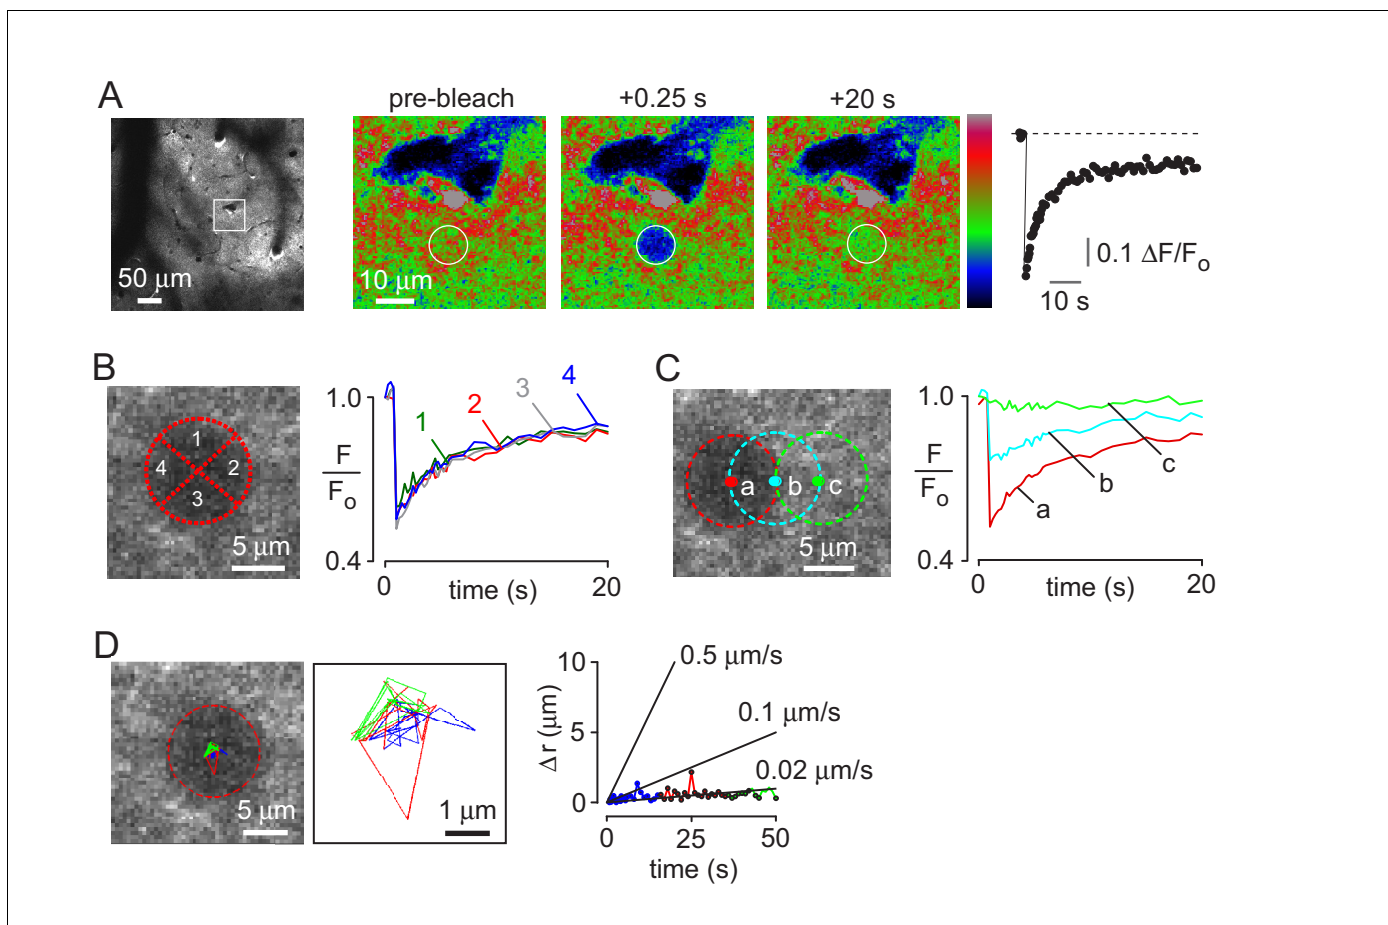 A
pre-bleach
+0.25 s
+20 s
50 μm
10 μm
0.1 ΔF/Fo
10 s
B
1
2
3
4
5 μm
1.0
F
Fo
0.4
1
2
3
4
0
20
time (s)
C
a
b
c
5 μm
1.0
F
Fo
0.4
a
b
c
0
20
time (s)
D
5 μm
1 μm
10
5
0
Δr (μm)
0.5 μm/s
0.1 μm/s
0.02 μm/s
0
25
50
time (s)